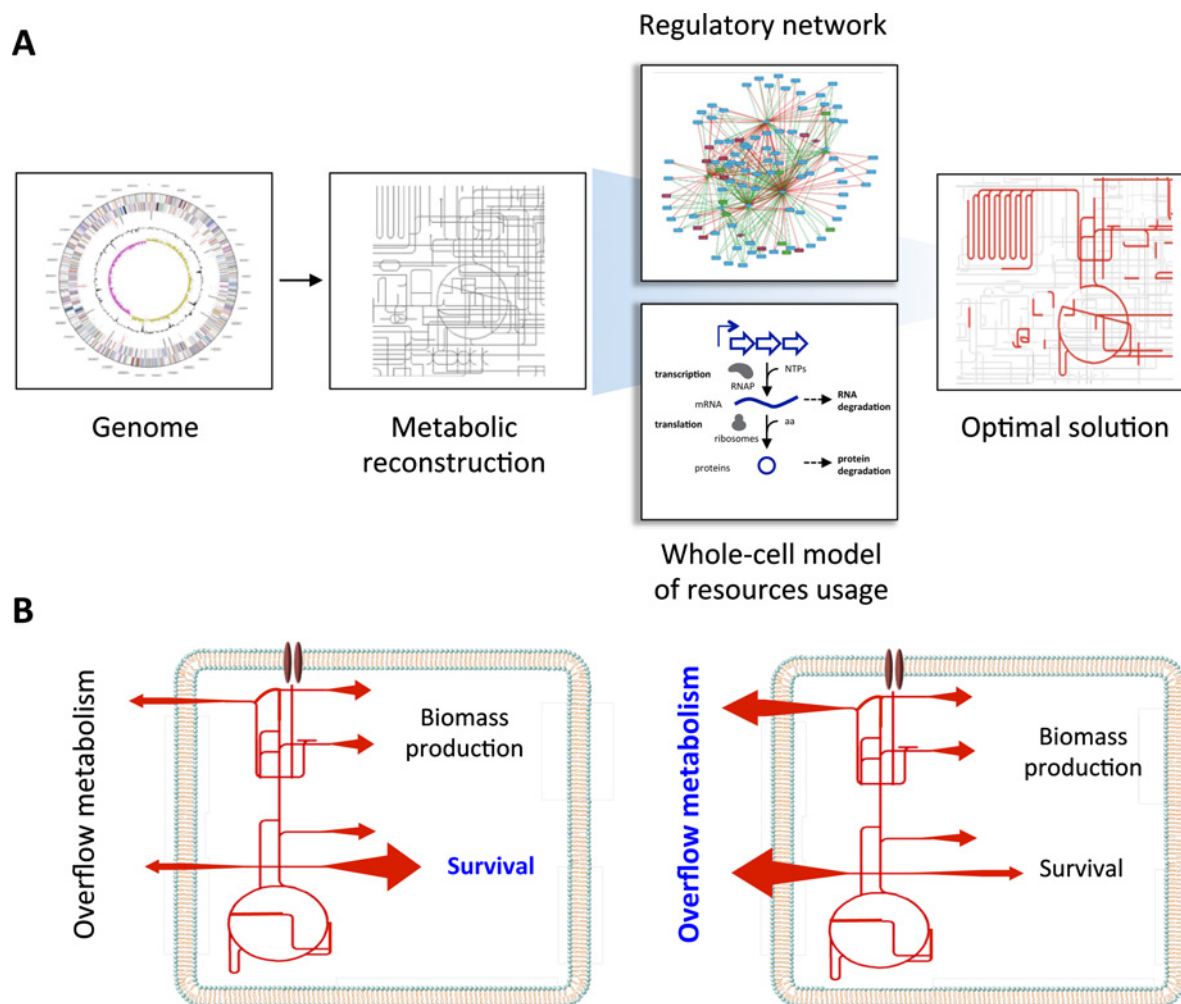 A
Regulatory network
Genome
Metabolic
reconstruction
transcription
RNAP
NTPs
mRNA
RNA
degradation
translation
ribosomes
aa
proteins
protein
degradation
Optimal solution
Whole-cell model
of resources usage
B
Overflow metabolism
Biomass
production
Survival
Overflow metabolism
Biomass
production
Survival